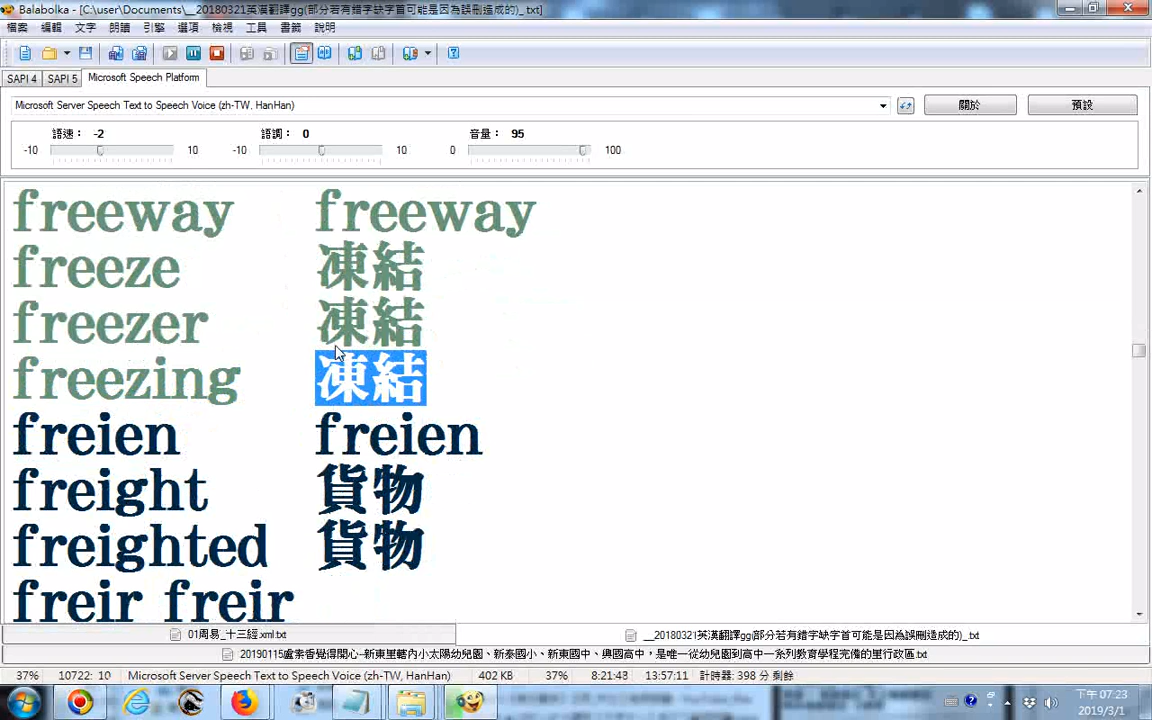 Balabolka - [C:\user\Documents\__20180321英漢翻譯gg(部分若有錯字缺字首可能是因為誤刪造成的)_.txt]
檔案 編輯 文字 朗讀 引擎 選項 檢視 工具 書籤 說明
SAPI 4 SAPI 5 Microsoft Speech Platform
Microsoft Server Speech Text to Speech Voice (zh-TW, HanHan) 關於 預設
語速： -2 語調： 0 音量： 95
-10 10 -10 10 0 100
freeway freeway
freeze 凍結
freezer 凍結
freezing 凍結
freien freien
freight 貨物
freighted 貨物
freir freir
01周易_十三經.xml.txt __20180321英漢翻譯gg(部分若有錯字缺字首可能是因為誤刪造成的)_.txt
20190115盧素香覺得開心-新東里轄內小太陽幼兒園、新泰國小、新東國中、興國高中，是唯一從幼兒園到高中一系列教育學程完備的里行政區.txt
37% 10722: 10 Microsoft Server Speech Text to Speech Voice (zh-TW, HanHan) 402 KB 37% 8:21:43 13:57:11 計時器: 398 分 剩餘
下午 07:23
2019/3/1